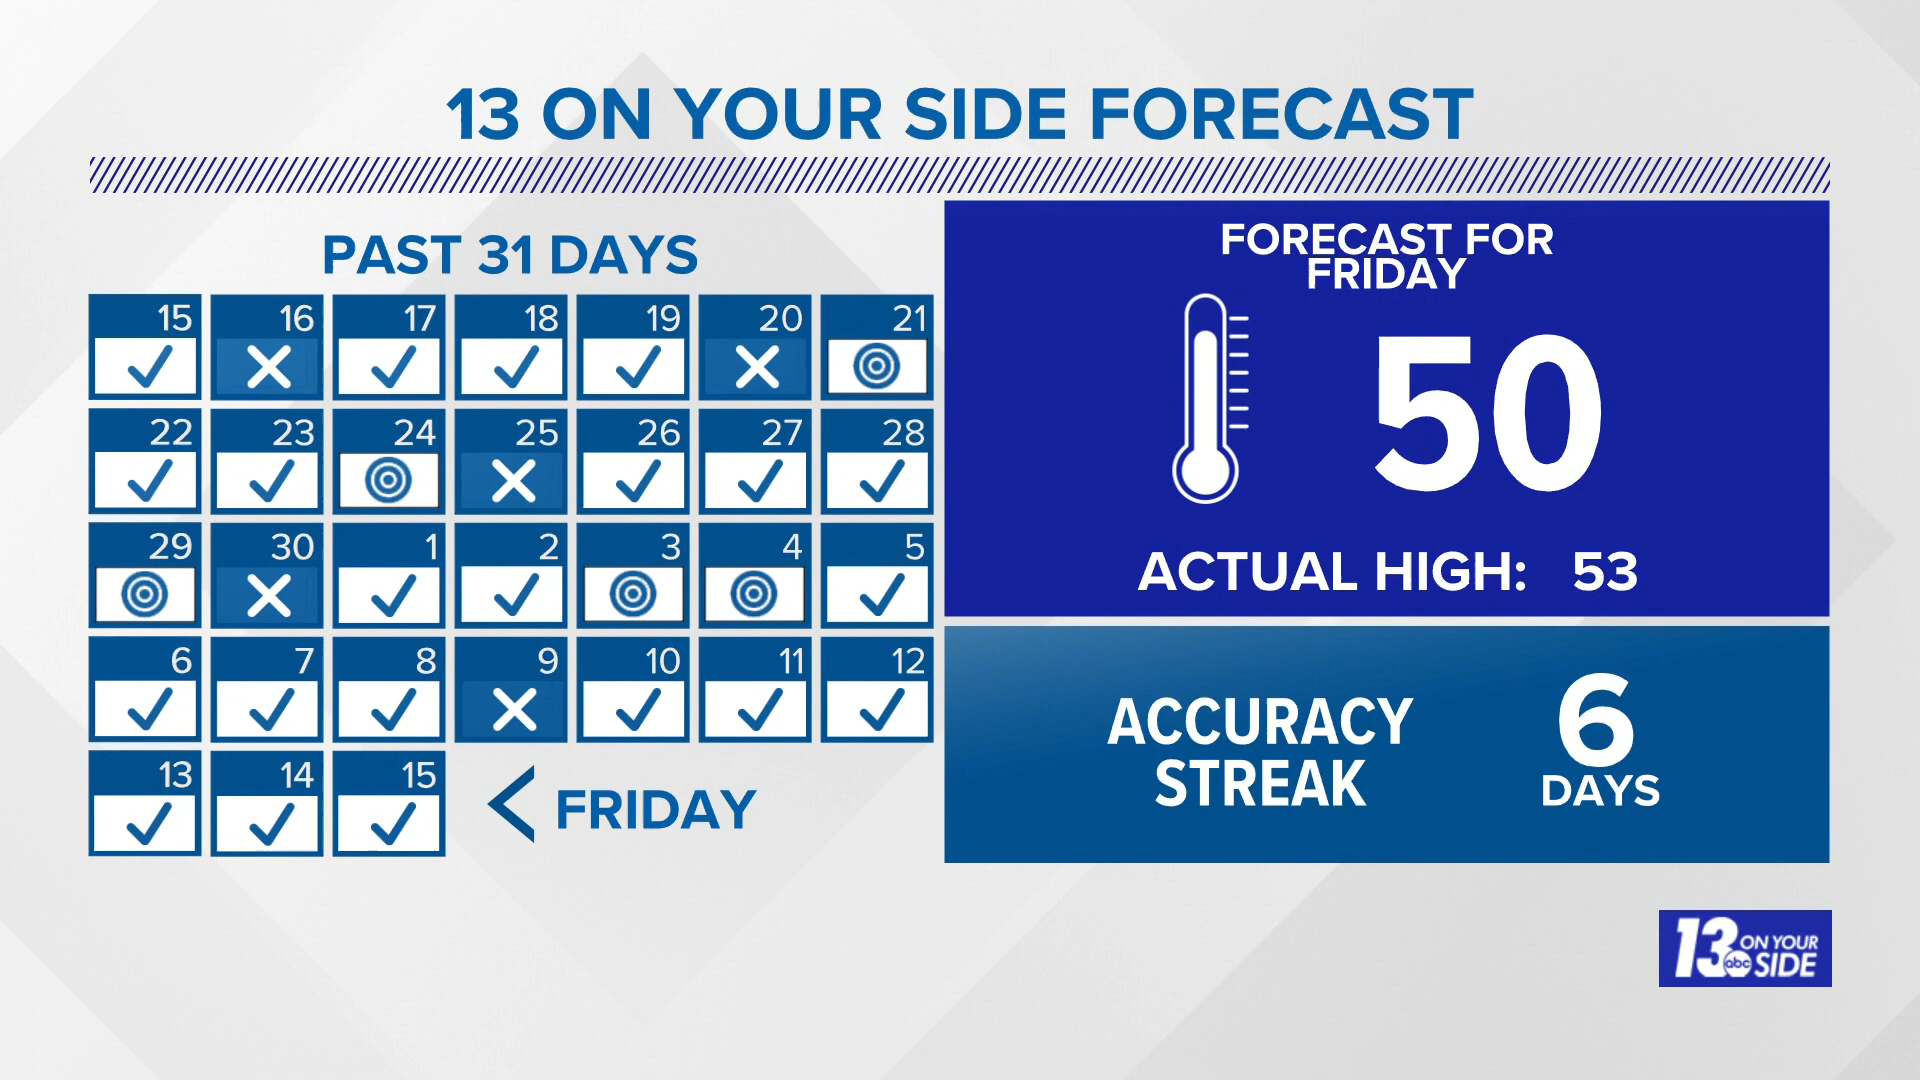 13 ON YOUR SIDE FORECAST
PAST 31 DAYS
15 16 17 18 19 20 21
22 23 24 25 26 27 28
29 30 1 2 3 4 5
6 7 8 9 10 11 12
13 14 15
FRIDAY
FORECAST FOR
FRIDAY
50
ACTUAL HIGH: 53
ACCURACY
STREAK
6
DAYS
13 ON YOUR
abc SIDE